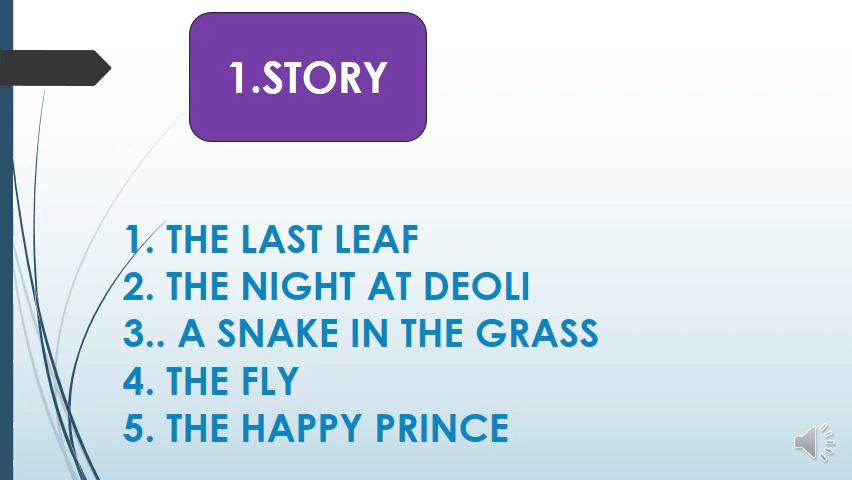 1.STORY
1. THE LAST LEAF
2. THE NIGHT AT DEOLI
3.. A SNAKE IN THE GRASS
4. THE FLY
5. THE HAPPY PRINCE